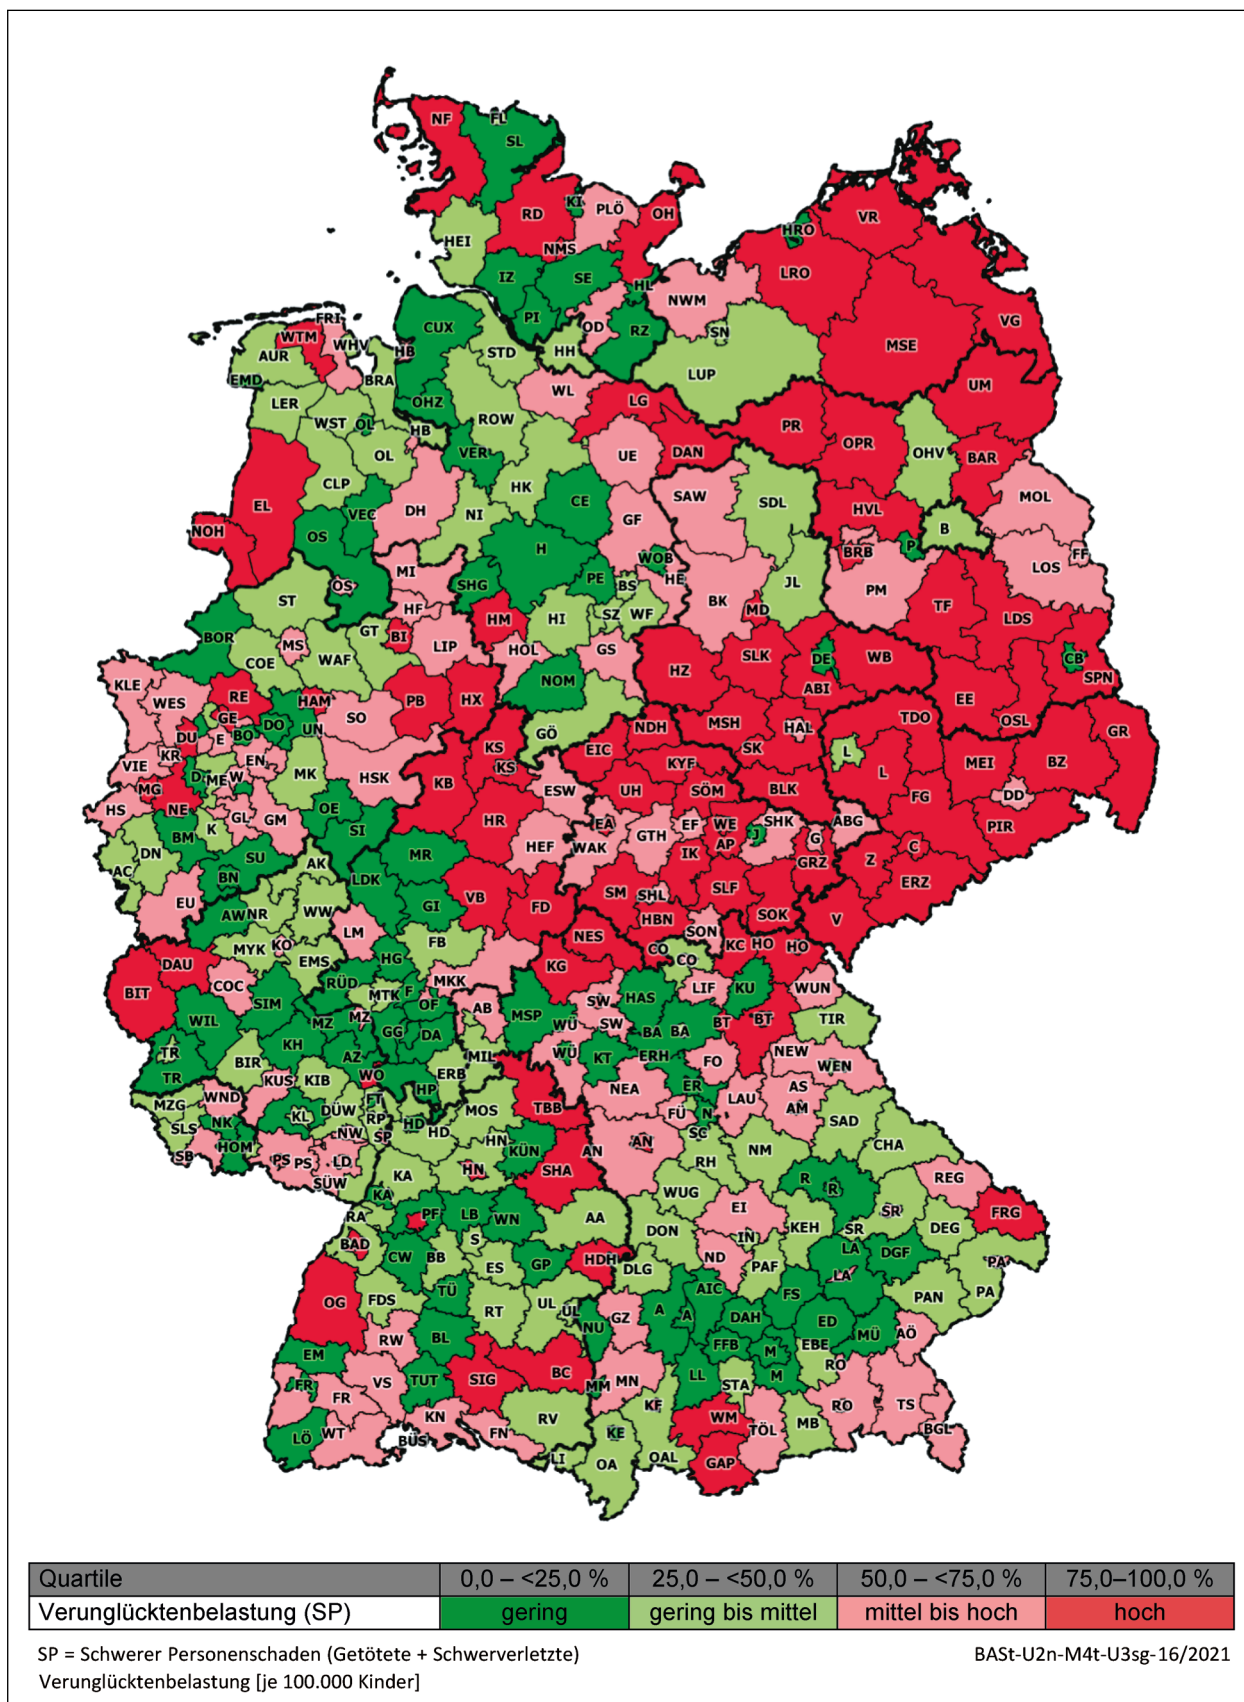 NF FL SL
RD KI PLÖ OH
HEI NMS
IZ SE HL
PI OD RZ
HRO VR
LRO NWM
SN VG
MSE
LUP UM
FRI CUX
WTM WHV HB STD HH
AUR
EMD BRA
LER OHZ WL LG
WST OL HB ROW
OL VER UE DAN
PR OPR OHV BAR
CLP HK CE
EL VEC DH NI GF SAW SDL MOL
NOH OS H HVL B
WOB BRB P FF
OS MI SHG PE BS HE LOS
ST HF HM HI SZ WF BK MD JL PM TF LDS
BOR MS GT BI LIP HOL GS
COE WAF NOM HZ SLK DE WB CB
ABI SPN
KLE WES RE HAM PB HX EE
GE DO UN SO GÖ NDH MSH HAL TDO OSL GR
DU E BO KS EIC SK L
VIE KR EN KS KYF L MEI BZ
MG D ME W MK HSK KB ESW UH SÖM BLK FG DD
HS NE GL GM OE HR EA EF WE SHK ABG PIR
K SI HEF WAK GTH J G
BM AP
DN SU MR IK GRZ Z C
AC BN AK LDK VB SM SHL SLF ERZ
EU AW NR WW GI FD HBN SOK V
LM NES SON
MYK KO FB CO KC HO HO
DAU EMS HG KG CO
BIT COC RÜD MKK LIF KU WUN
SIM MTK F AB SW HAS
WIL MZ MZ OF MSP SW BT BT TIR
GG DA WÜ BA BA
TR KH AZ WÜ KT ERH NEW
TR BIR WO ERB MIL FO WEN
KUS KIB HP NEA ER AS
MZG WND FT TBB LAU AM
SLS NK KL DÜW RP HD MOS FÜ N SAD
HOM NW SP HD HN KÜN AN AN SC CHA
SB PS PS LD HN SHA RH NM
SÜW KA KA WUG R R REG
RA PF LB WN AA EI SR FRG
BAD S DON IN KEH SR DEG
CW BB GP HDH ND LA DGF PA
ES DLG PAF LA
OG FDS TÜ UL AIC FS PAN PA
RT UL GZ A A DAH ED
RW BL NU FFB M EBE MÜ AÖ
EM VS TUT SIG BC MM MN LL M RO
FR FR STA
KN RV KF WM TÖL MB RO TS
LÖ WT BÜS FN KE BGL
LI OA OAL GAP
Quartile 0,0 – <25,0 % 25,0 – <50,0 % 50,0 – <75,0 % 75,0–100,0 %
Verunglücktenbelastung (SP) gering gering bis mittel mittel bis hoch hoch
SP = Schwerer Personenschaden (Getötete + Schwerverletzte) BASt-U2n-M4t-U3sg-16/2021
Verunglücktenbelastung [je 100.000 Kinder]